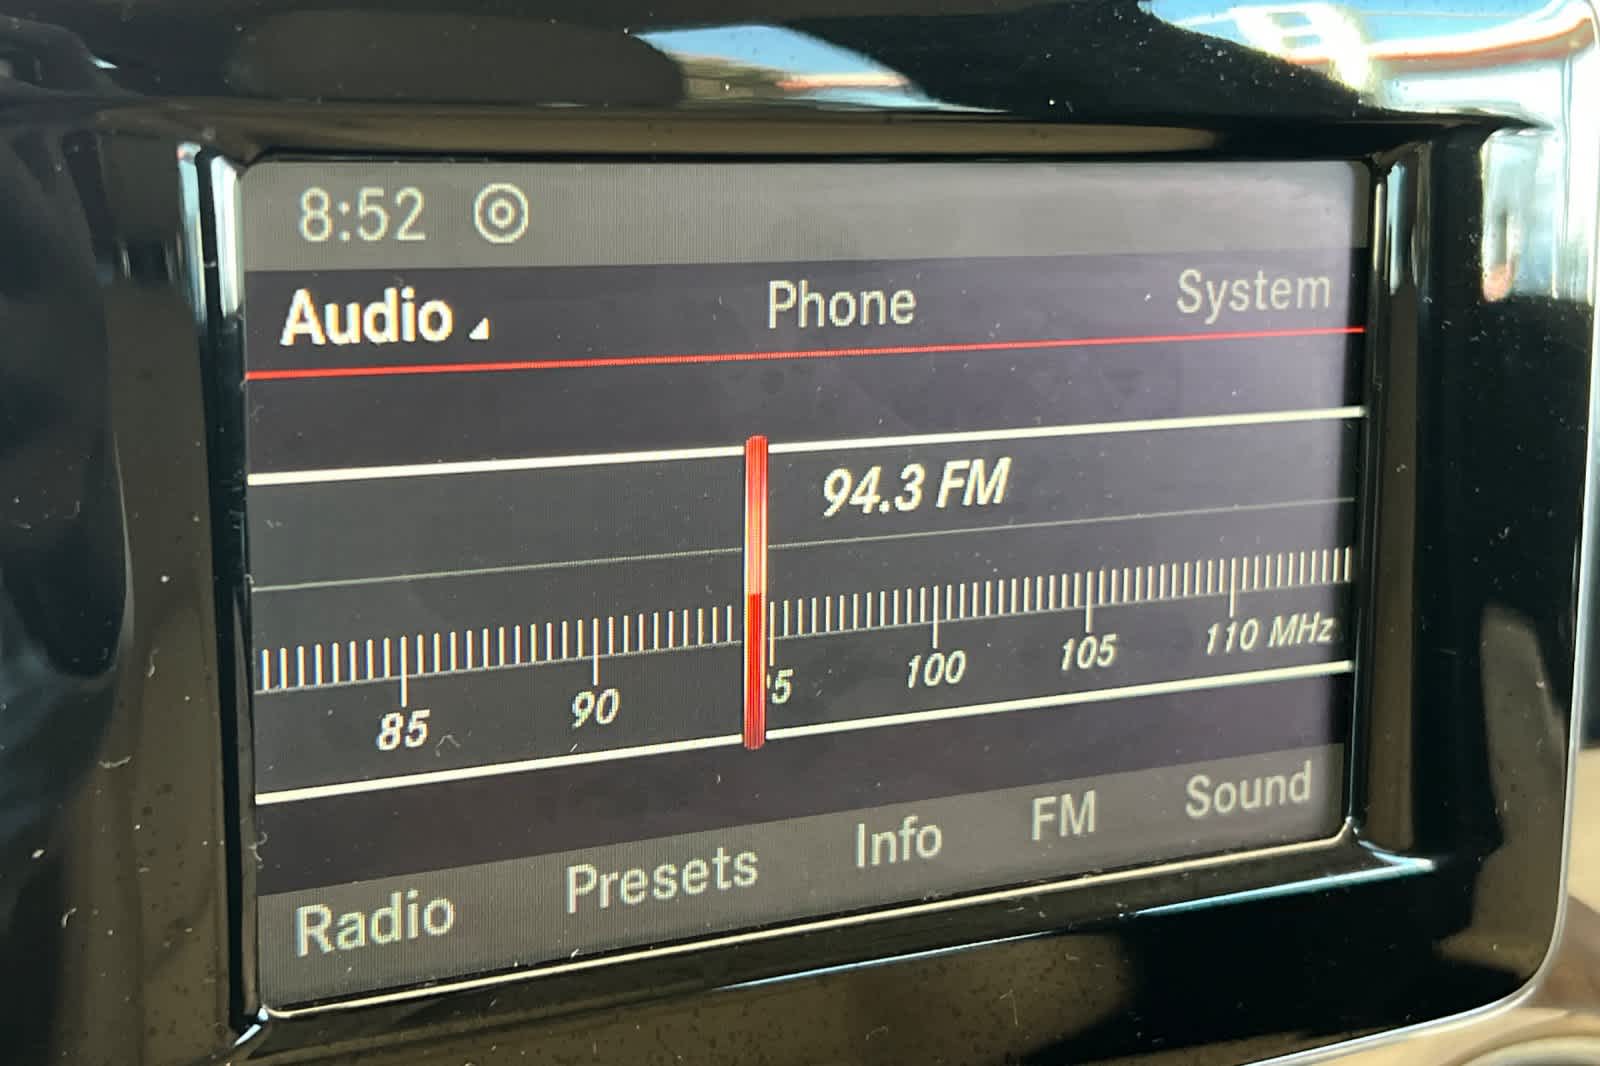 8:52
Audio Phone System
94.3 FM
85 90 5 100 105 110 MHz
Radio Presets Info FM Sound